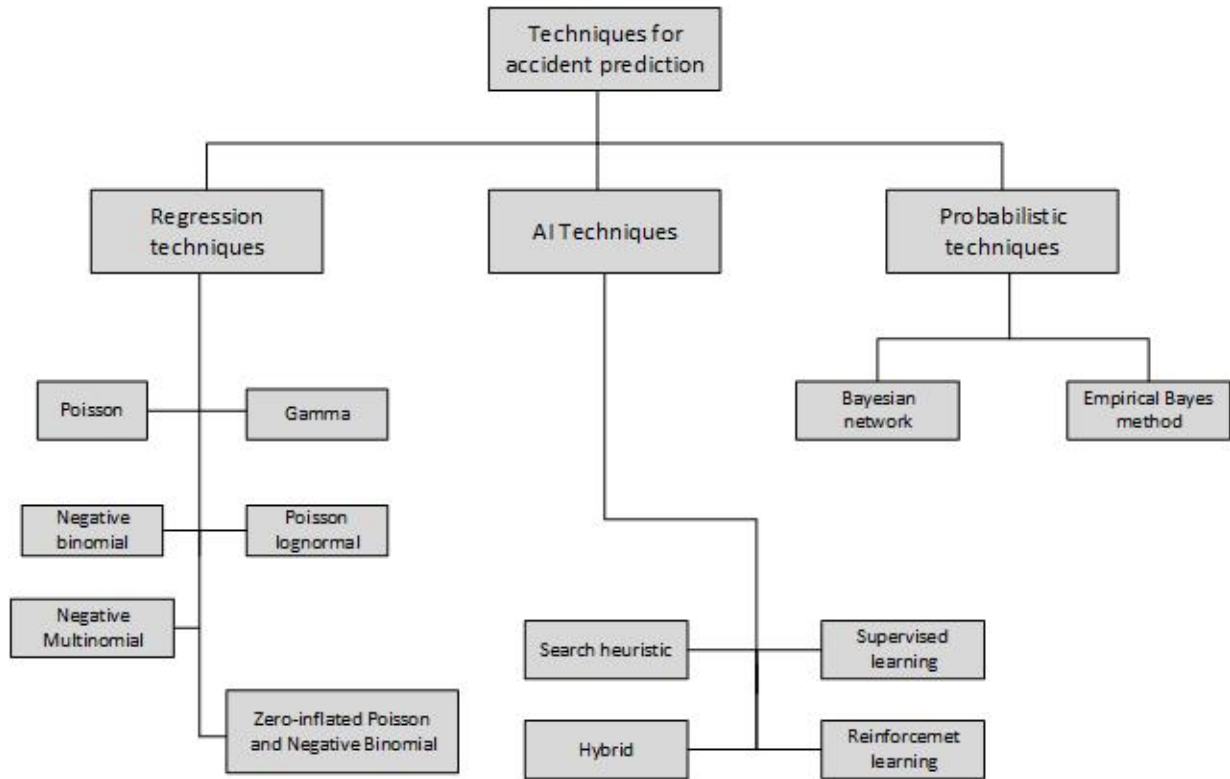 Techniques for
accident prediction
Regression
techniques
AI Techniques
Probabilistic
techniques
Poisson
Gamma
Bayesian
network
Empirical Bayes
method
Negative
binomial
Poisson
lognormal
Negative
Multinomial
Search heuristic
Supervised
learning
Zero-inflated Poisson
and Negative Binomial
Hybrid
Reinforcemet
learning